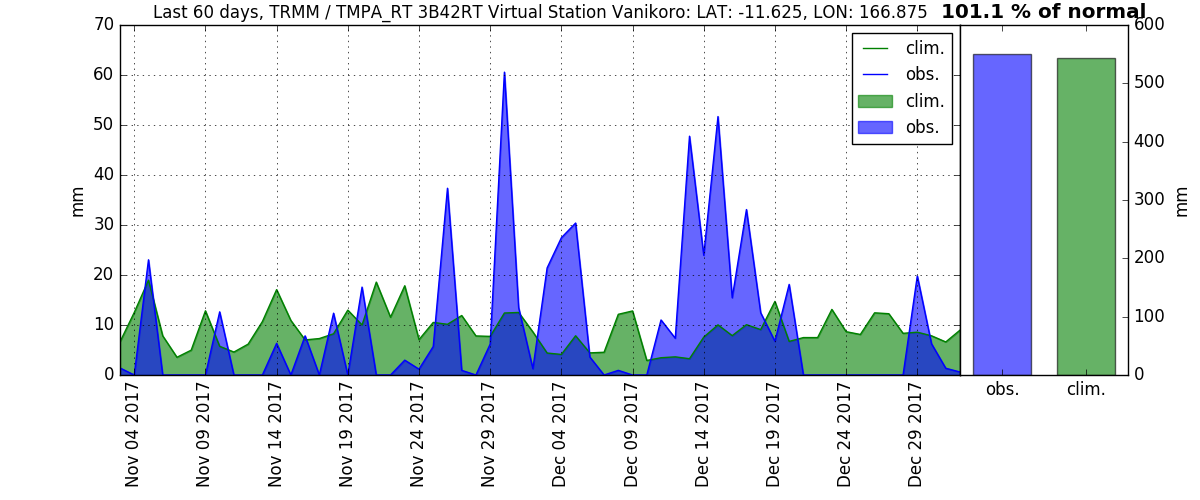 Last 60 days, TRMM / TMPA_RT 3B42RT Virtual Station Vanikoro: LAT: -11.625, LON: 166.875 101.1 % of normal
70
60
50
40
30
20
10
0
mm
clim.
obs.
clim.
obs.
600
500
400
300
200
100
0
mm
obs.
clim.
Nov 04 2017
Nov 09 2017
Nov 14 2017
Nov 19 2017
Nov 24 2017
Nov 29 2017
Dec 04 2017
Dec 09 2017
Dec 14 2017
Dec 19 2017
Dec 24 2017
Dec 29 2017